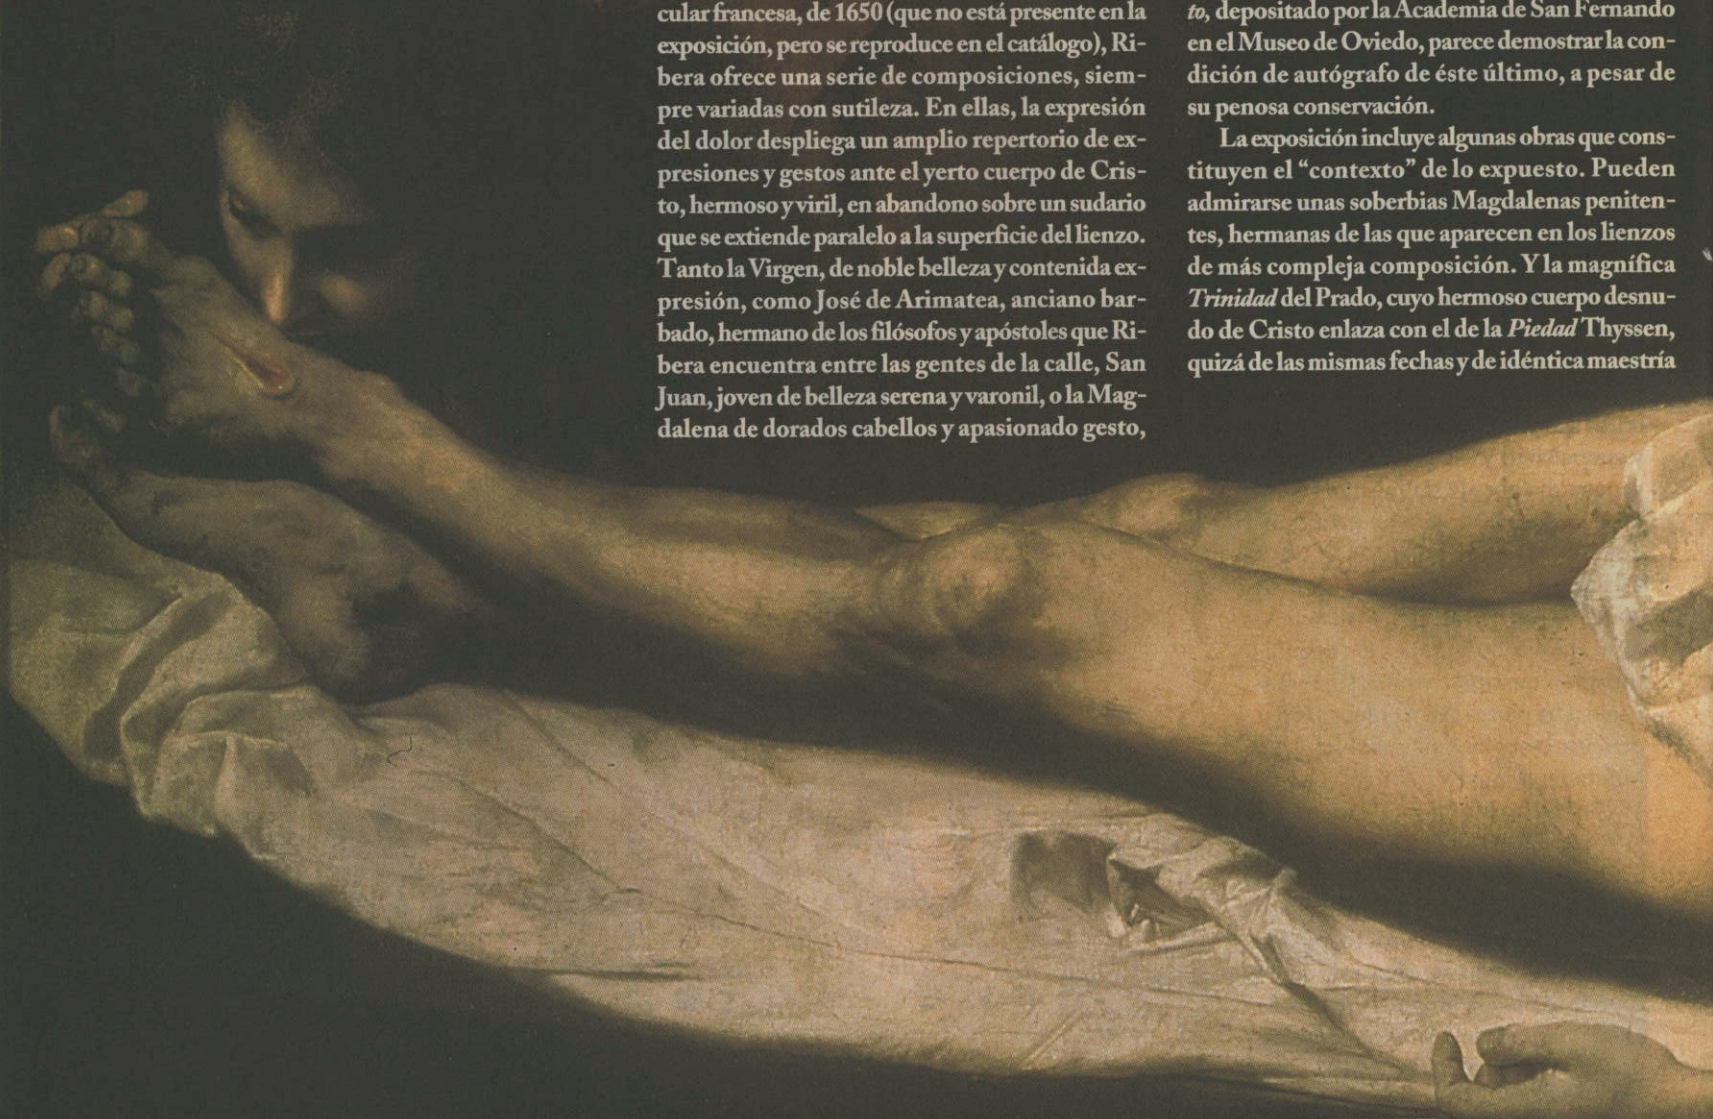 cular francesa, de 1650 (que no está presente en la
exposición, pero se reproduce en el catálogo), Ri-
bera ofrece una serie de composiciones, siem-
pre variadas con sutileza. En ellas, la expresión
del dolor despliega un amplio repertorio de ex-
presiones y gestos ante el yerto cuerpo de Cris-
to, hermoso y viril, en abandono sobre un sudario
que se extiende paralelo a la superficie del lienzo.
Tanto la Virgen, de noble belleza y contenida ex-
presión, como José de Arimatea, anciano bar-
bado, hermano de los filósofos y apóstoles que Ri-
bera encuentra entre las gentes de la calle, San
Juan, joven de belleza serena y varonil, o la Mag-
dalena de dorados cabellos y apasionado gesto,
to, depositado por la Academia de San Fernando
en el Museo de Oviedo, parece demostrar la con-
dición de autógrafo de éste último, a pesar de
su penosa conservación.
La exposición incluye algunas obras que cons-
tituyen el “contexto” de lo expuesto. Pueden
admirarse unas soberbias Magdalenas peniten-
tes, hermanas de las que aparecen en los lienzos
de más compleja composición. Y la magnífica
Trinidad del Prado, cuyo hermoso cuerpo desnu-
do de Cristo enlaza con el de la Piedad Thyssen,
quizá de las mismas fechas y de idéntica maestría